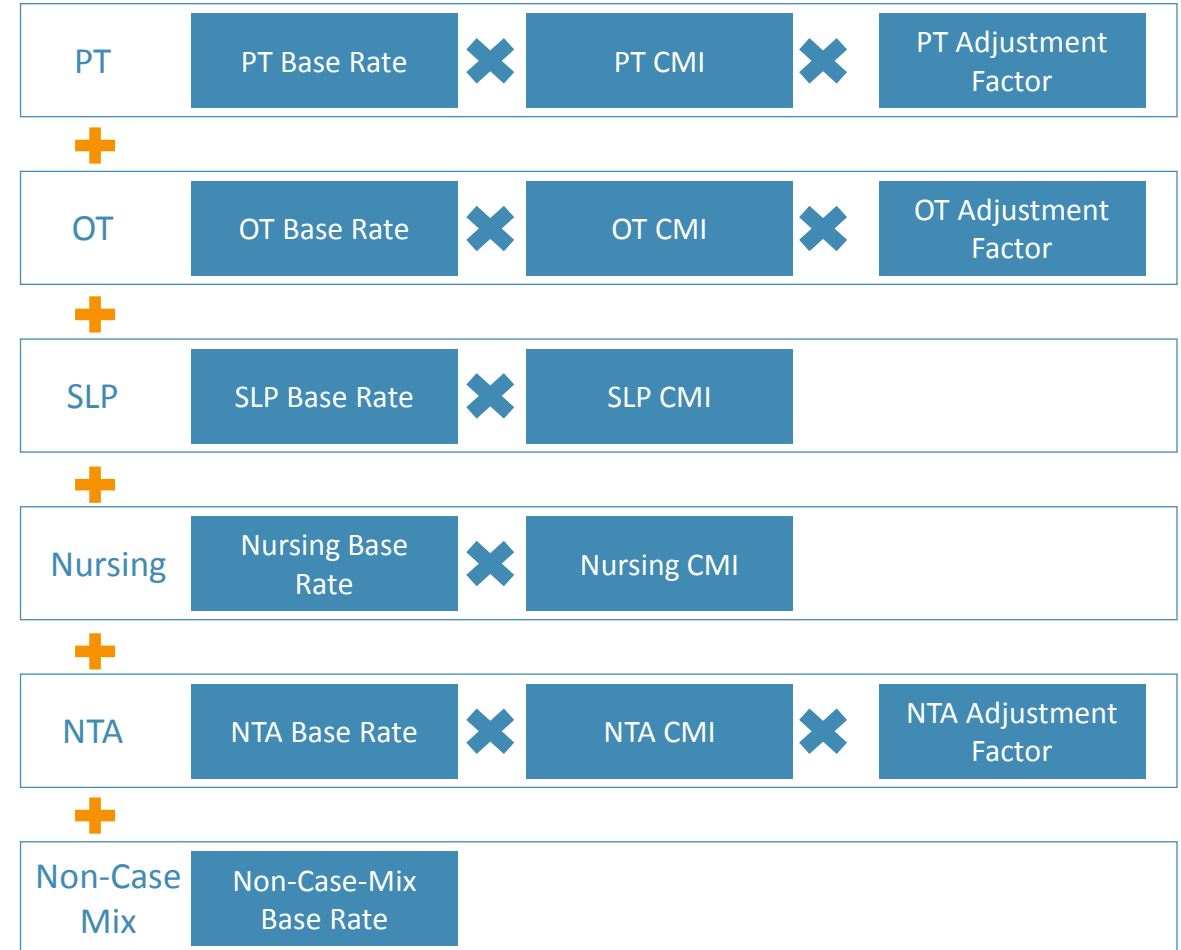 PT
PT Base Rate
PT CMI
PT Adjustment
Factor
OT
OT Base Rate
OT CMI
OT Adjustment
Factor
SLP
SLP Base Rate
SLP CMI
Nursing
Nursing Base
Rate
Nursing CMI
NTA
NTA Base Rate
NTA CMI
NTA Adjustment
Factor
Non-Case
Mix
Non-Case-Mix
Base Rate